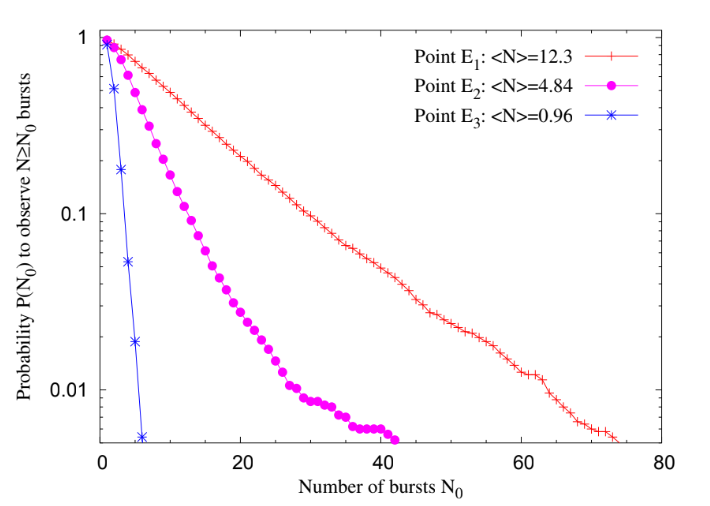 Probability P(N₀) to observe N≥N₀ bursts
1
0.1
0.01
Point E₁: <N>=12.3
Point E₂: <N>=4.84
Point E₃: <N>=0.96
0 20 40 60 80
Number of bursts N₀